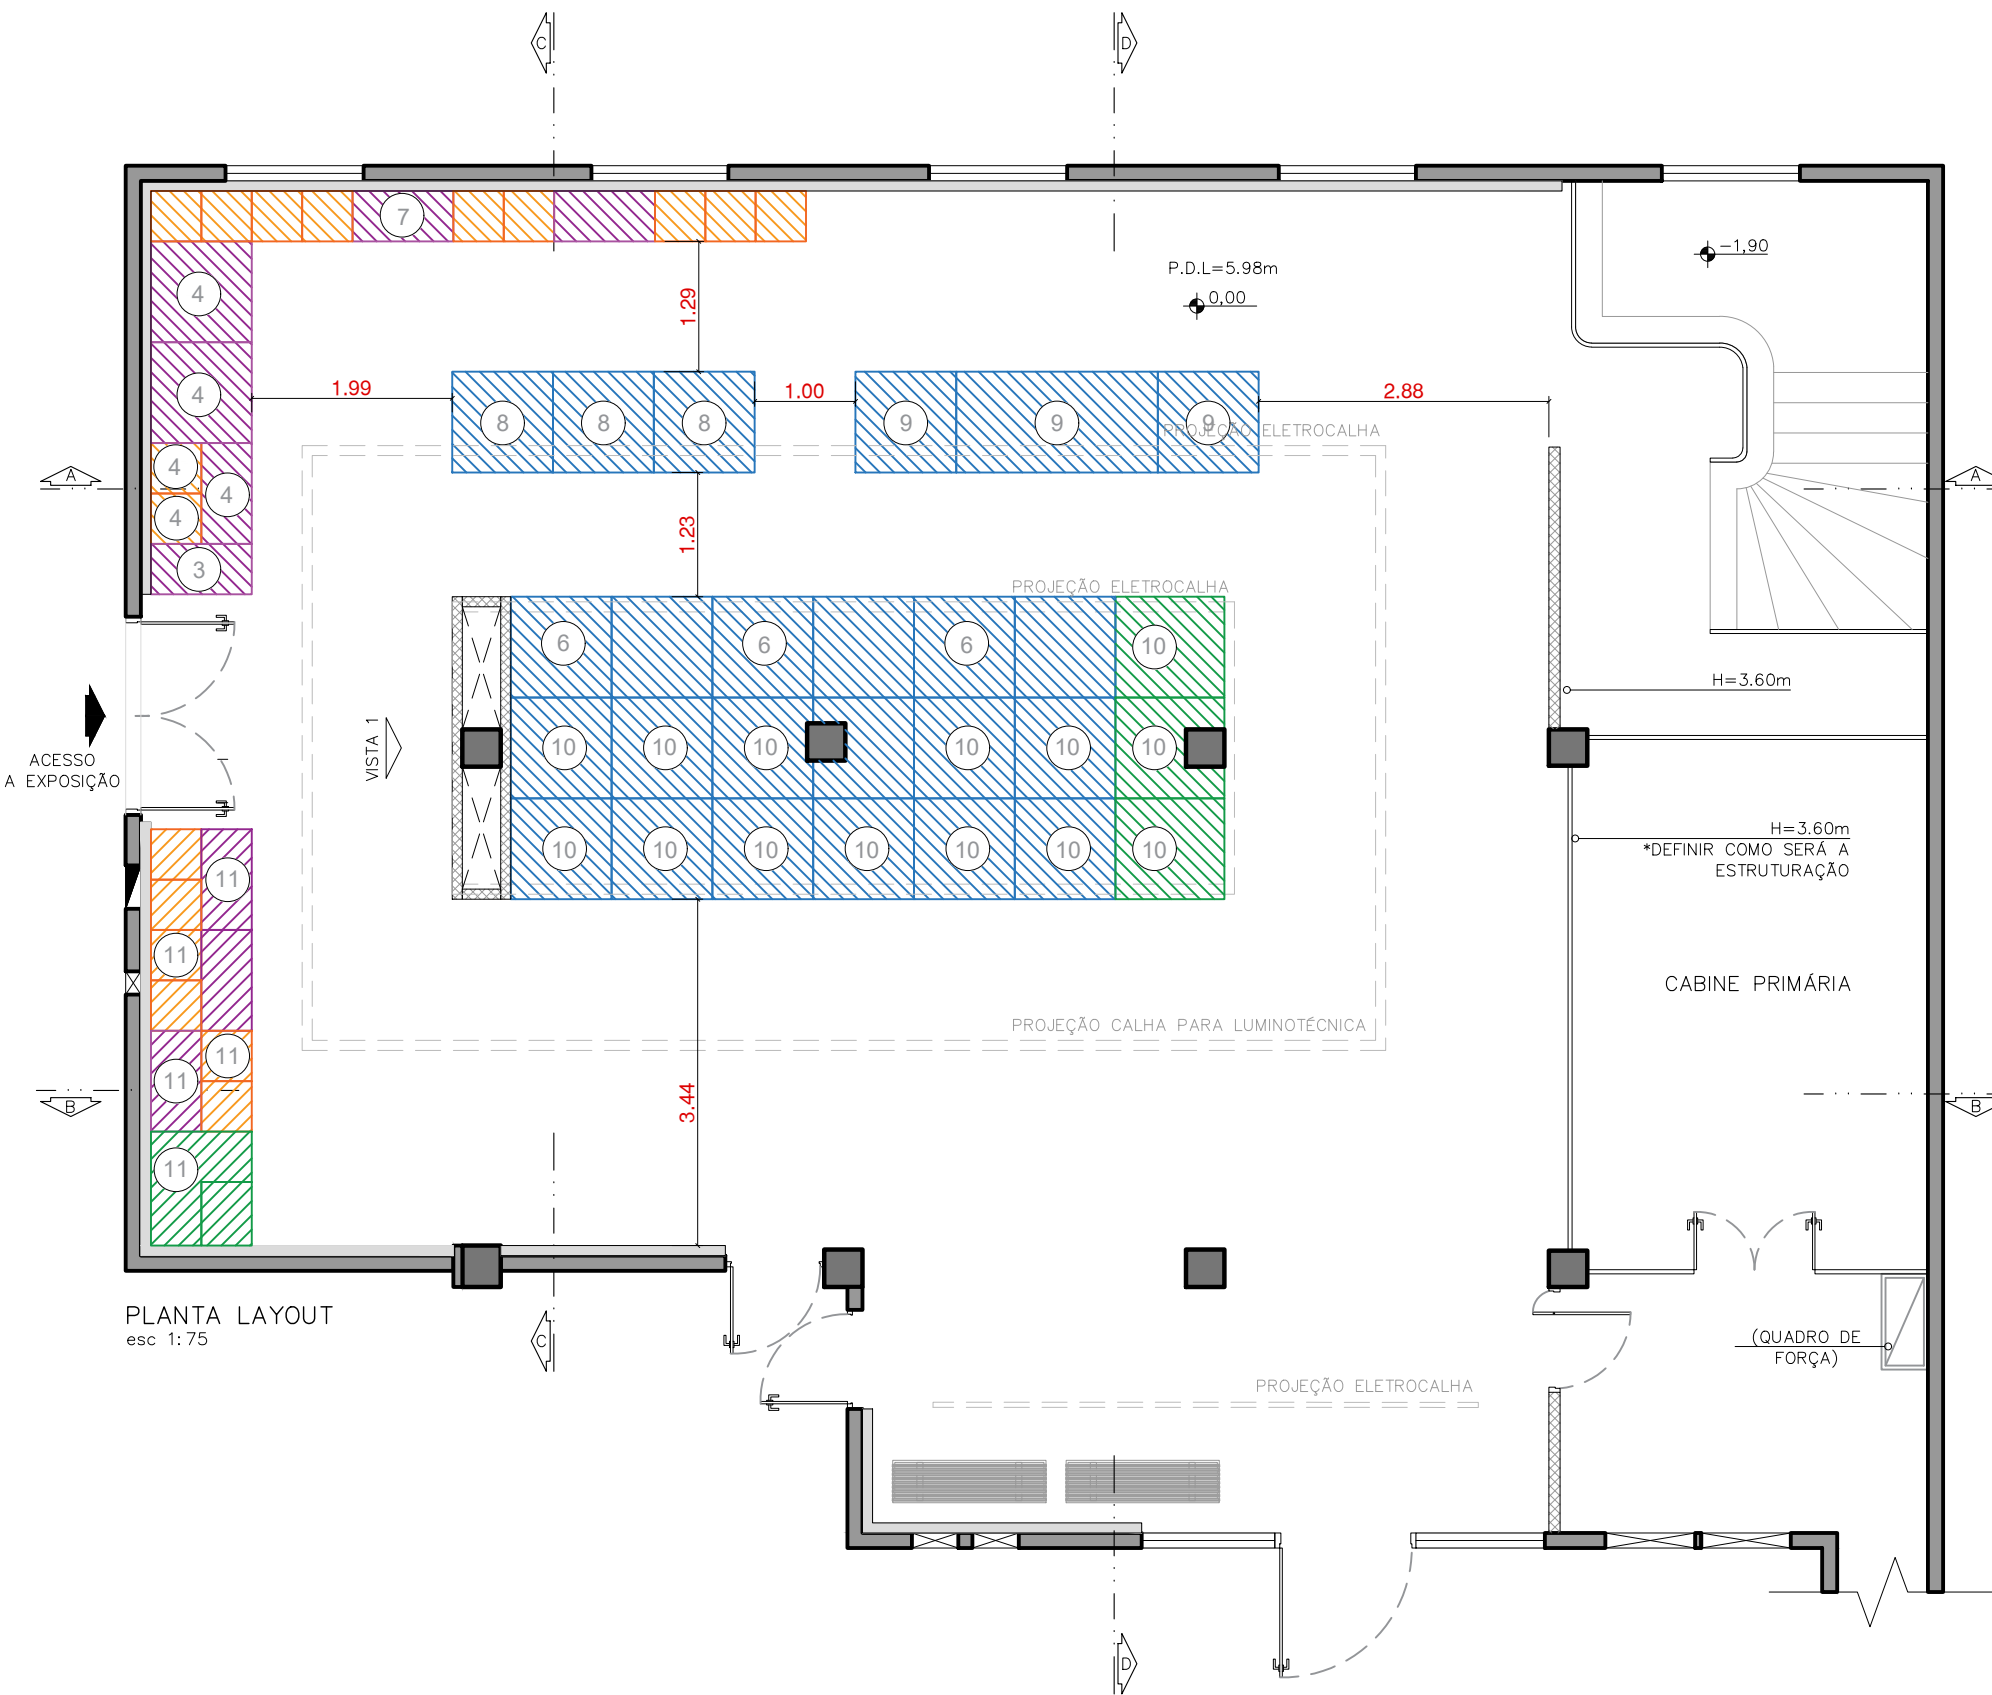 C
D
7
-1,90
P.D.L=5.98m
0,00
4
1.29
4
1.99
1.00
2.88
8
8
8
9
9
9
PROJEÇÃO ELETROCALHA
4
4
4
A
A
1.23
3
PROJEÇÃO ELETROCALHA
6
6
6
10
H=3.60m
VISTA 1
10
10
10
10
10
10
ACESSO
A EXPOSIÇÃO
H=3.60m
*DEFINIR COMO SERÁ A
ESTRUTURAÇÃO
10
10
10
10
10
10
10
11
11
CABINE PRIMÁRIA
PROJEÇÃO CALHA PARA LUMINOTÉCNICA
11
11
3.44
B
B
11
PLANTA LAYOUT
esc 1:75
C
(QUADRO DE
FORÇA)
PROJEÇÃO ELETROCALHA
D